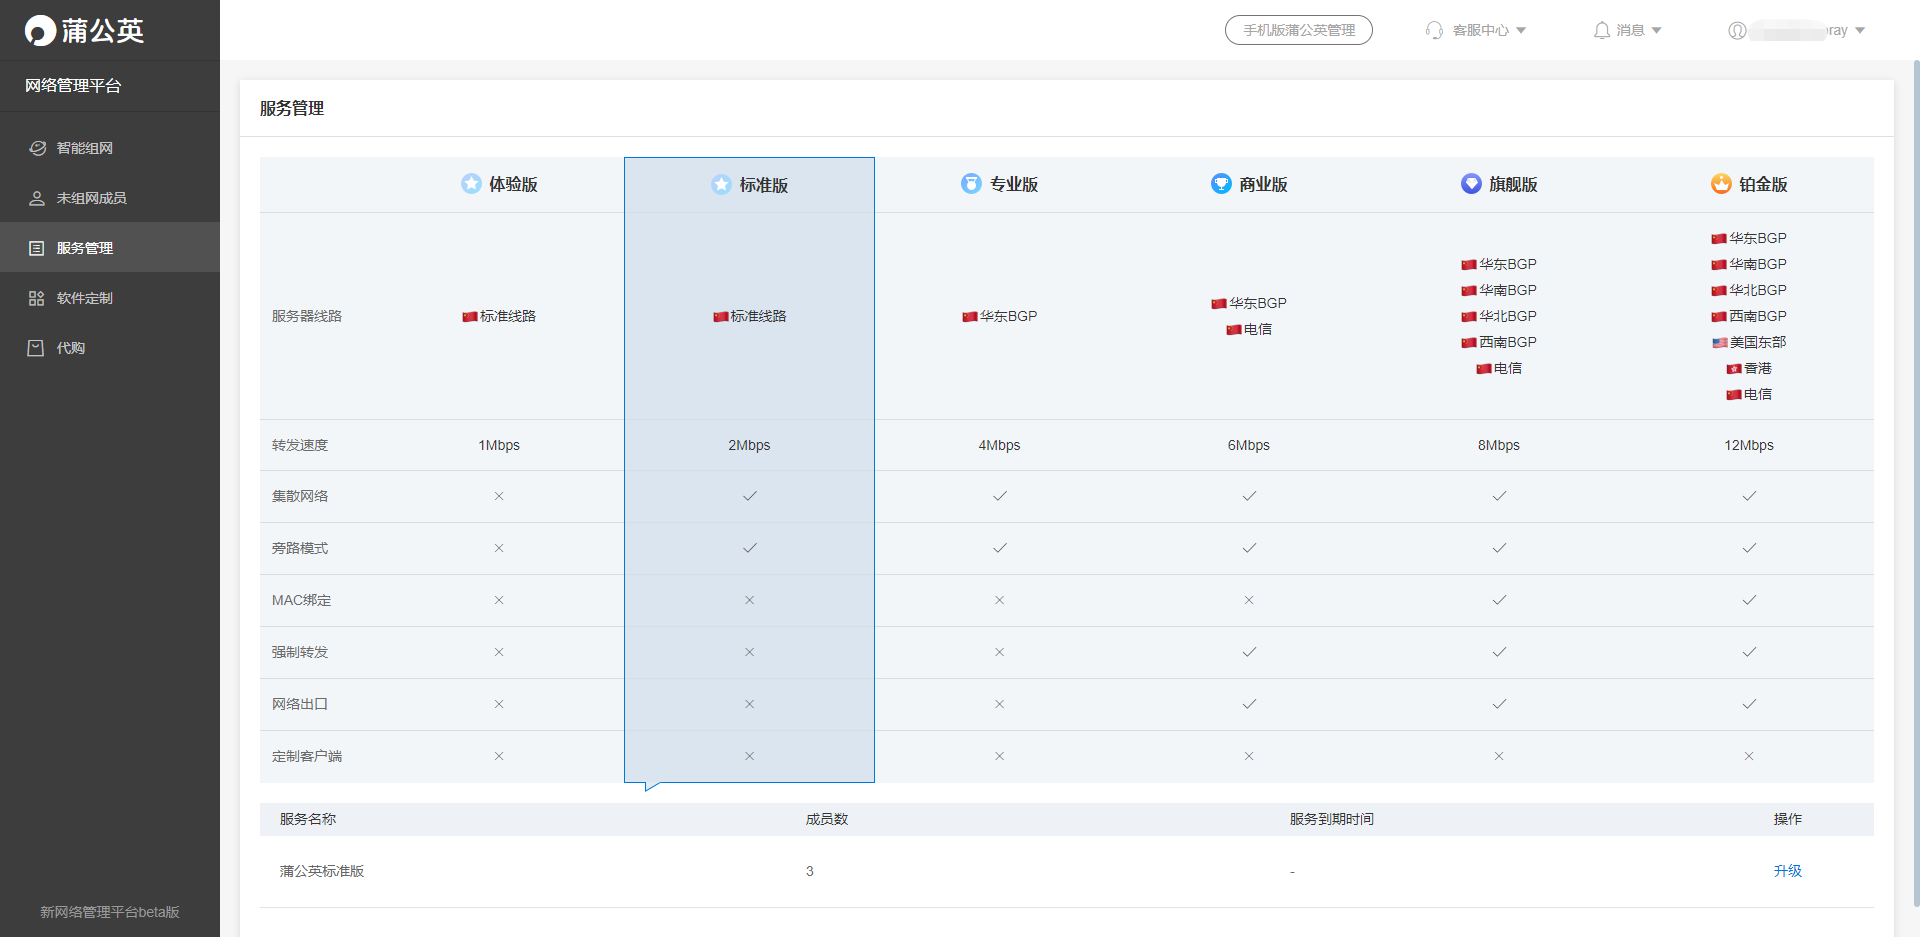 蒲公英
手机版蒲公英管理
客服中心
消息
ray
网络管理平台
智能组网
未组网成员
服务管理
软件定制
代购
新网络管理平台beta版
服务管理
体验版 标准版 专业版 商业版 旗舰版 铂金版
服务器线路
标准线路
标准线路
华东BGP
华东BGP
电信
华东BGP
华南BGP
华北BGP
西南BGP
电信
华东BGP
华南BGP
华北BGP
西南BGP
美国东部
香港
电信
转发速度 1Mbps 2Mbps 4Mbps 6Mbps 8Mbps 12Mbps
集散网络
旁路模式
MAC绑定
强制转发
网络出口
定制客户端
服务名称 成员数 服务到期时间 操作
蒲公英标准版 3 - 升级